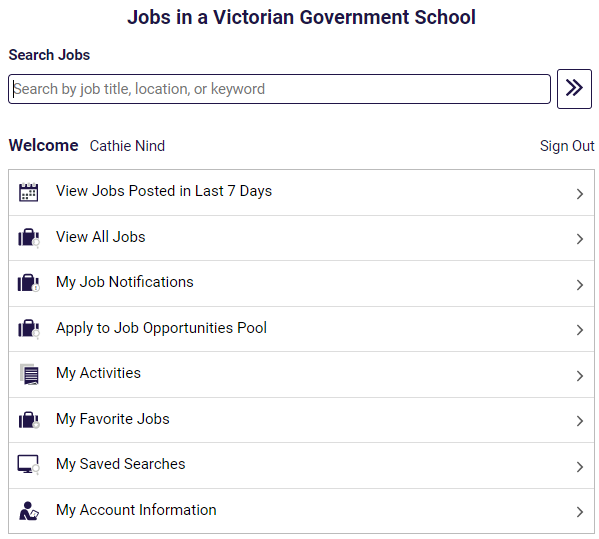 Jobs in a Victorian Government School
Search Jobs
Search by job title, location, or keyword
Welcome Cathie Nind Sign Out
View Jobs Posted in Last 7 Days
View All Jobs
My Job Notifications
Apply to Job Opportunities Pool
My Activities
My Favorite Jobs
My Saved Searches
My Account Information